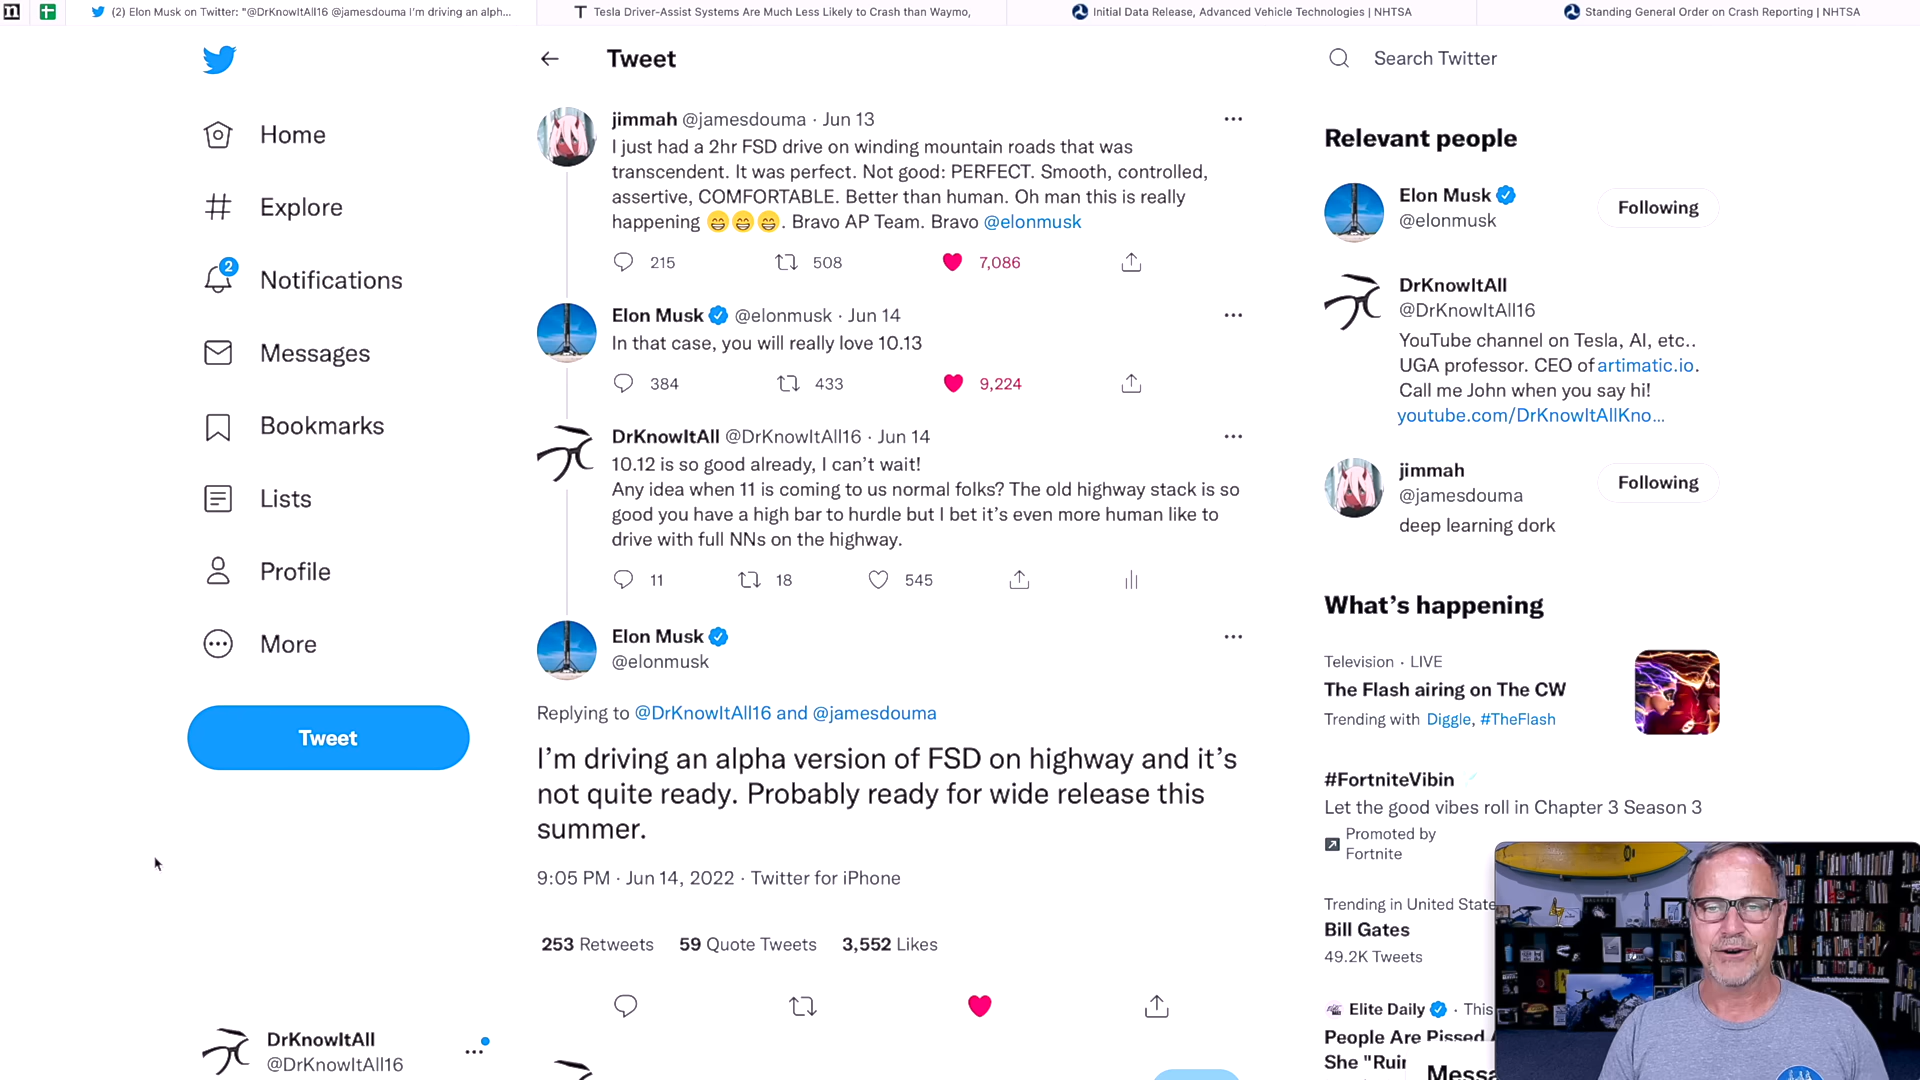 (2) Elon Musk on Twitter: "@DrKnowItAll16 @jamesdouma I'm driving an alph...
Tesla Driver-Assist Systems Are Much Less Likely to Crash than Waymo,
Initial Data Release, Advanced Vehicle Technologies | NHTSA
Standing General Order on Crash Reporting | NHTSA
Home
Explore
2
Notifications
Messages
Bookmarks
Lists
Profile
More
Tweet
DrKnowItAll
@DrKnowItAll16
Tweet
jimmah @jamesdouma · Jun 13
I just had a 2hr FSD drive on winding mountain roads that was
transcendent. It was perfect. Not good: PERFECT. Smooth, controlled,
assertive, COMFORTABLE. Better than human. Oh man this is really
happening 😁😁😁. Bravo AP Team. Bravo @elonmusk
215 508 7,086
Elon Musk @elonmusk · Jun 14
In that case, you will really love 10.13
384 433 9,224
DrKnowItAll @DrKnowItAll16 · Jun 14
10.12 is so good already, I can't wait!
Any idea when 11 is coming to us normal folks? The old highway stack is so
good you have a high bar to hurdle but I bet it's even more human like to
drive with full NNs on the highway.
11 18 545
Elon Musk
@elonmusk
Replying to @DrKnowItAll16 and @jamesdouma
I'm driving an alpha version of FSD on highway and it's
not quite ready. Probably ready for wide release this
summer.
9:05 PM · Jun 14, 2022 · Twitter for iPhone
253 Retweets 59 Quote Tweets 3,552 Likes
Search Twitter
Relevant people
Elon Musk
@elonmusk
Following
DrKnowItAll
@DrKnowItAll16
YouTube channel on Tesla, AI, etc..
UGA professor. CEO of artimatic.io.
Call me John when you say hi!
youtube.com/DrKnowItAllKno...
jimmah
@jamesdouma
Following
deep learning dork
What's happening
Television · LIVE
The Flash airing on The CW
Trending with Diggle, #TheFlash
#FortniteVibin
Let the good vibes roll in Chapter 3 Season 3
Promoted by
Fortnite
Trending in United State
Bill Gates
49.2K Tweets
Elite Daily · This
People Are Pissed
She "Ruir
Messa